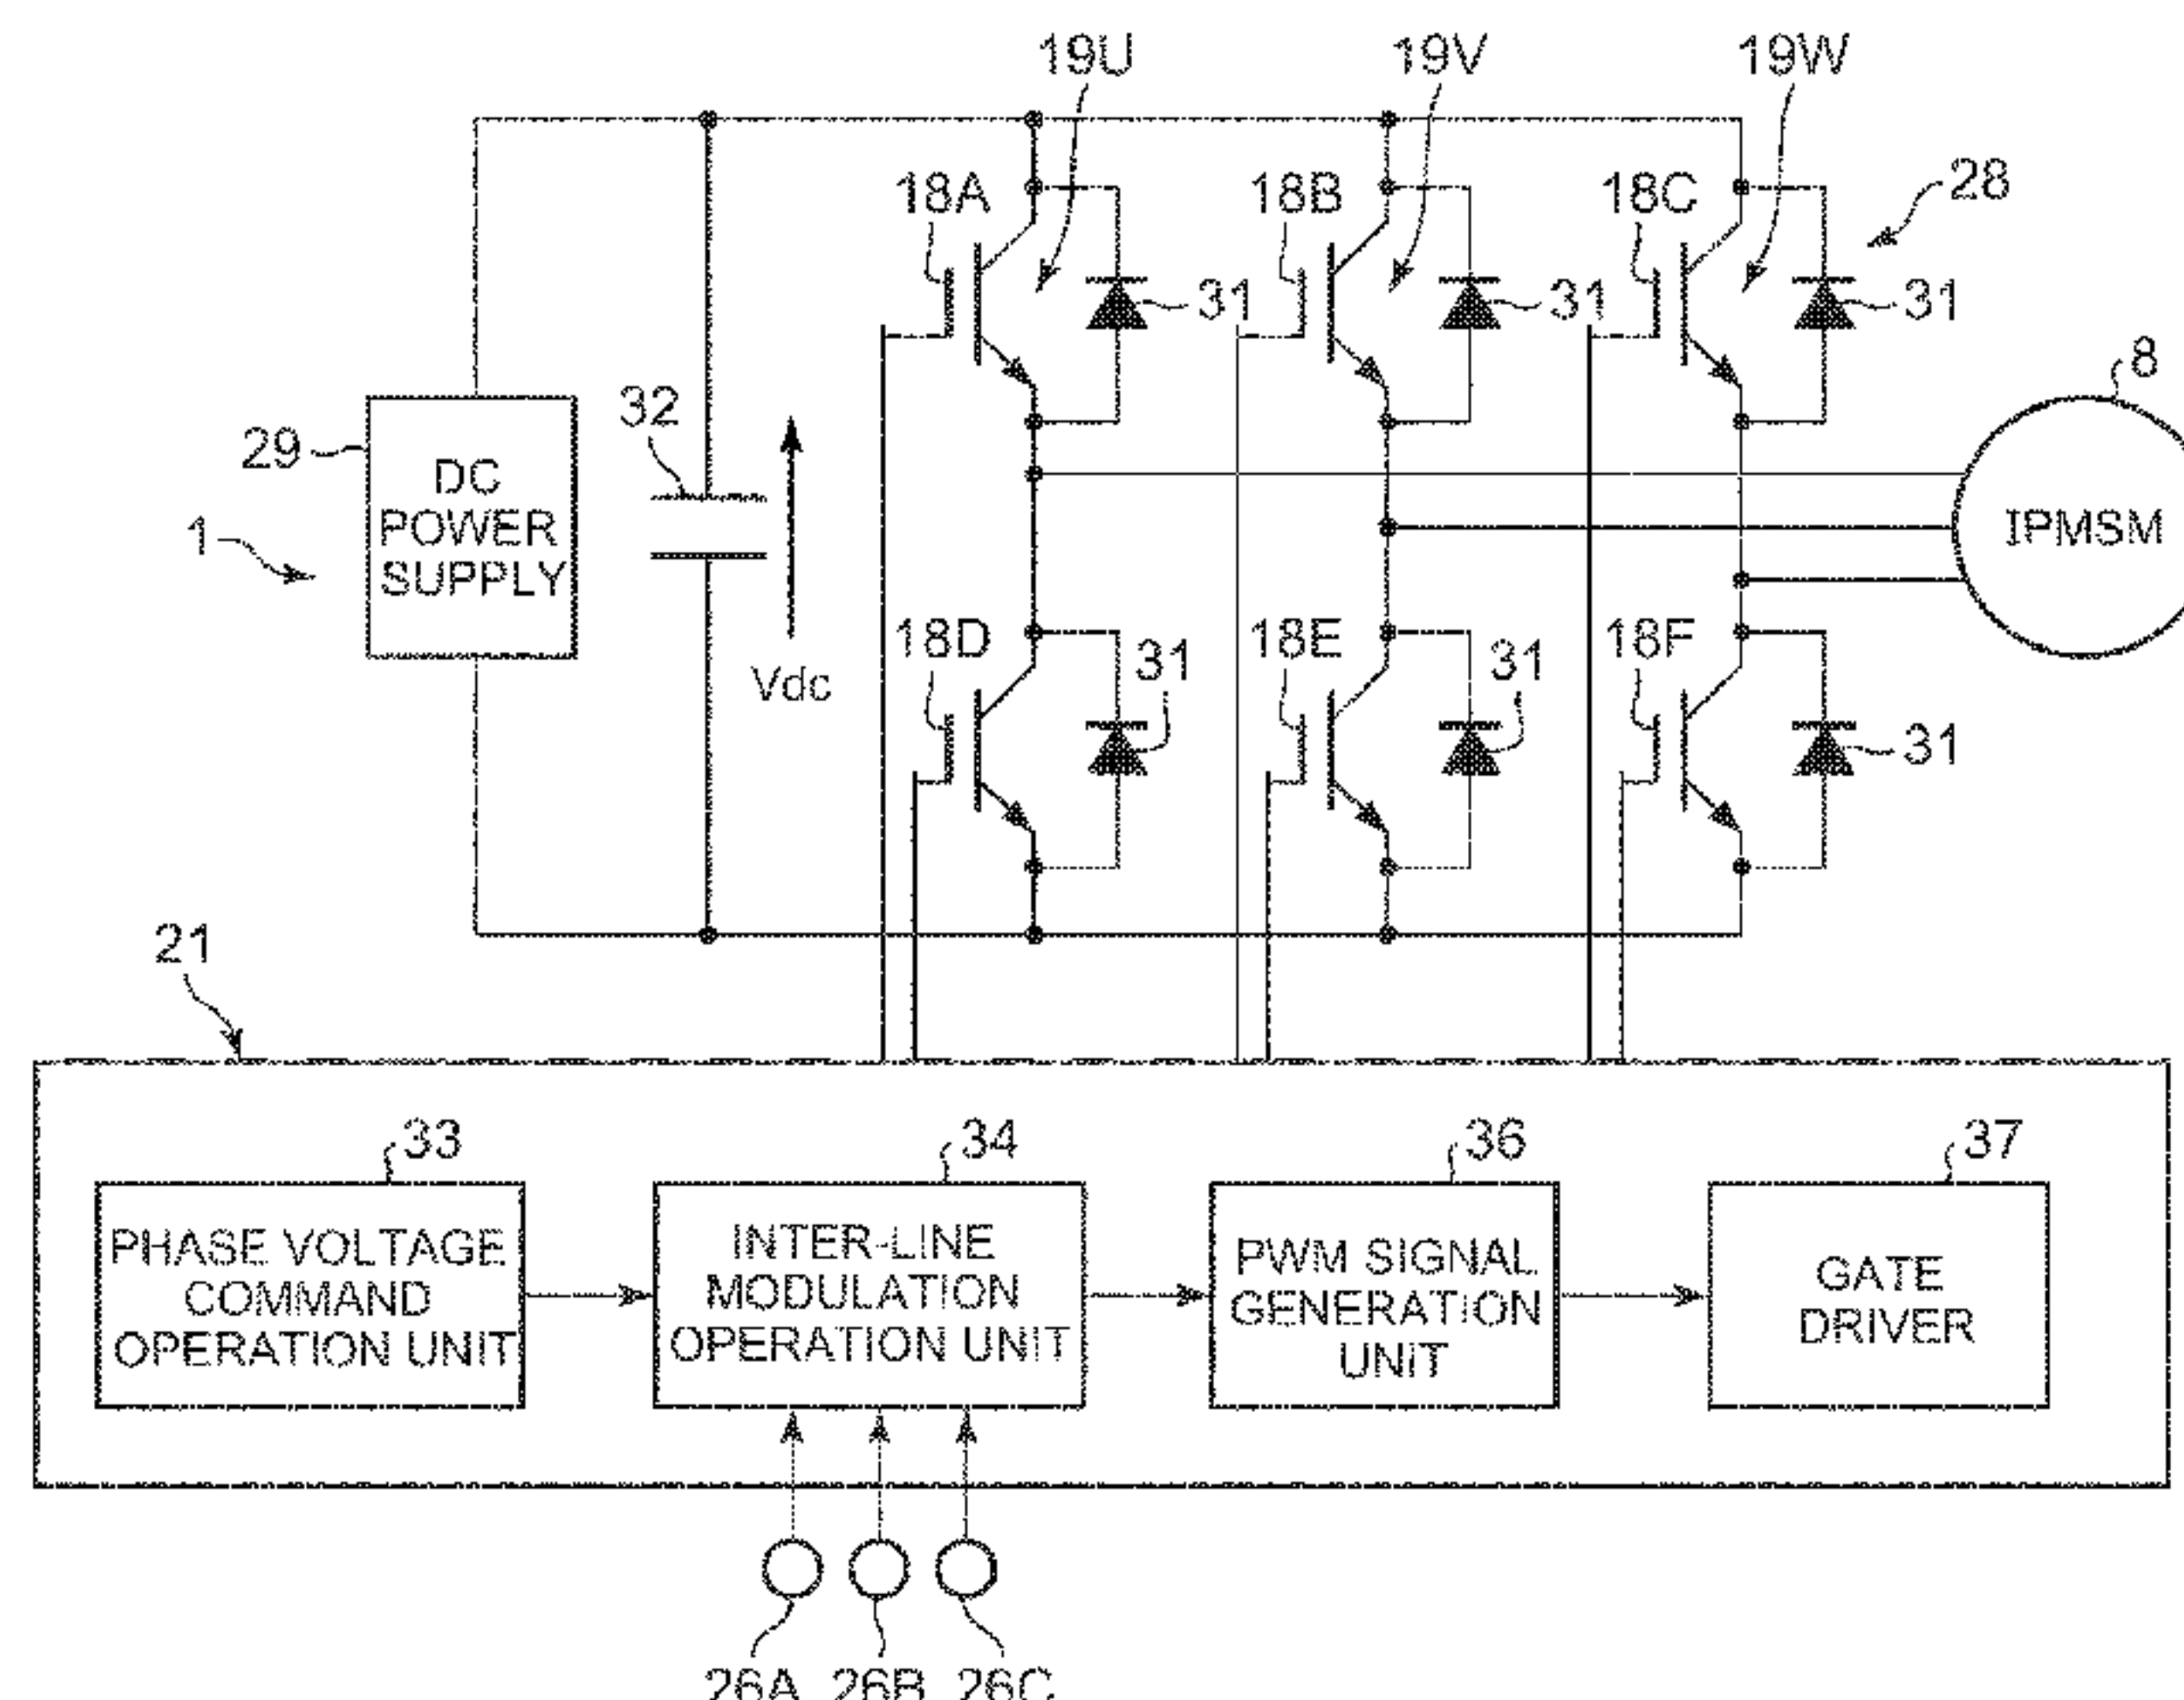 19U 19V 19W
18A 18B 18C 28
31 31 31
8
32
29
DC
POWER
SUPPLY
1
IPMSM
18D 18E 18F
31 31
Vdc
31
21
33 34 36 37
PHASE VOLTAGE
COMMAND
OPERATION UNIT
INTER-LINE
MODULATION
OPERATION UNIT
PWM SIGNAL
GENERATION
UNIT
GATE
DRIVER
26A 26B 26C